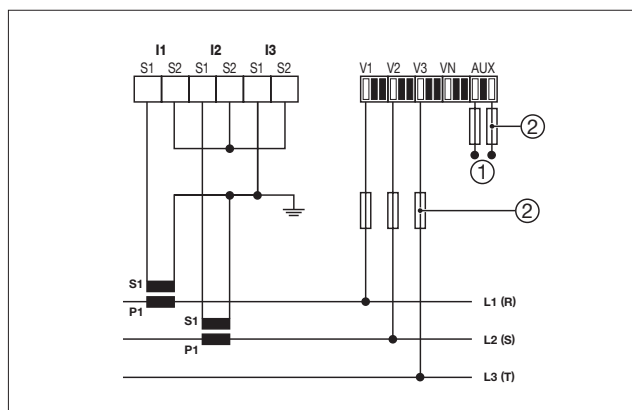 I1 I2 I3
S1 S2 S1 S2 S1 S2
V1 V2 V3 VN AUX
2
1
2
S1
P1
L1 (R)
S1
P1
L2 (S)
L3 (T)